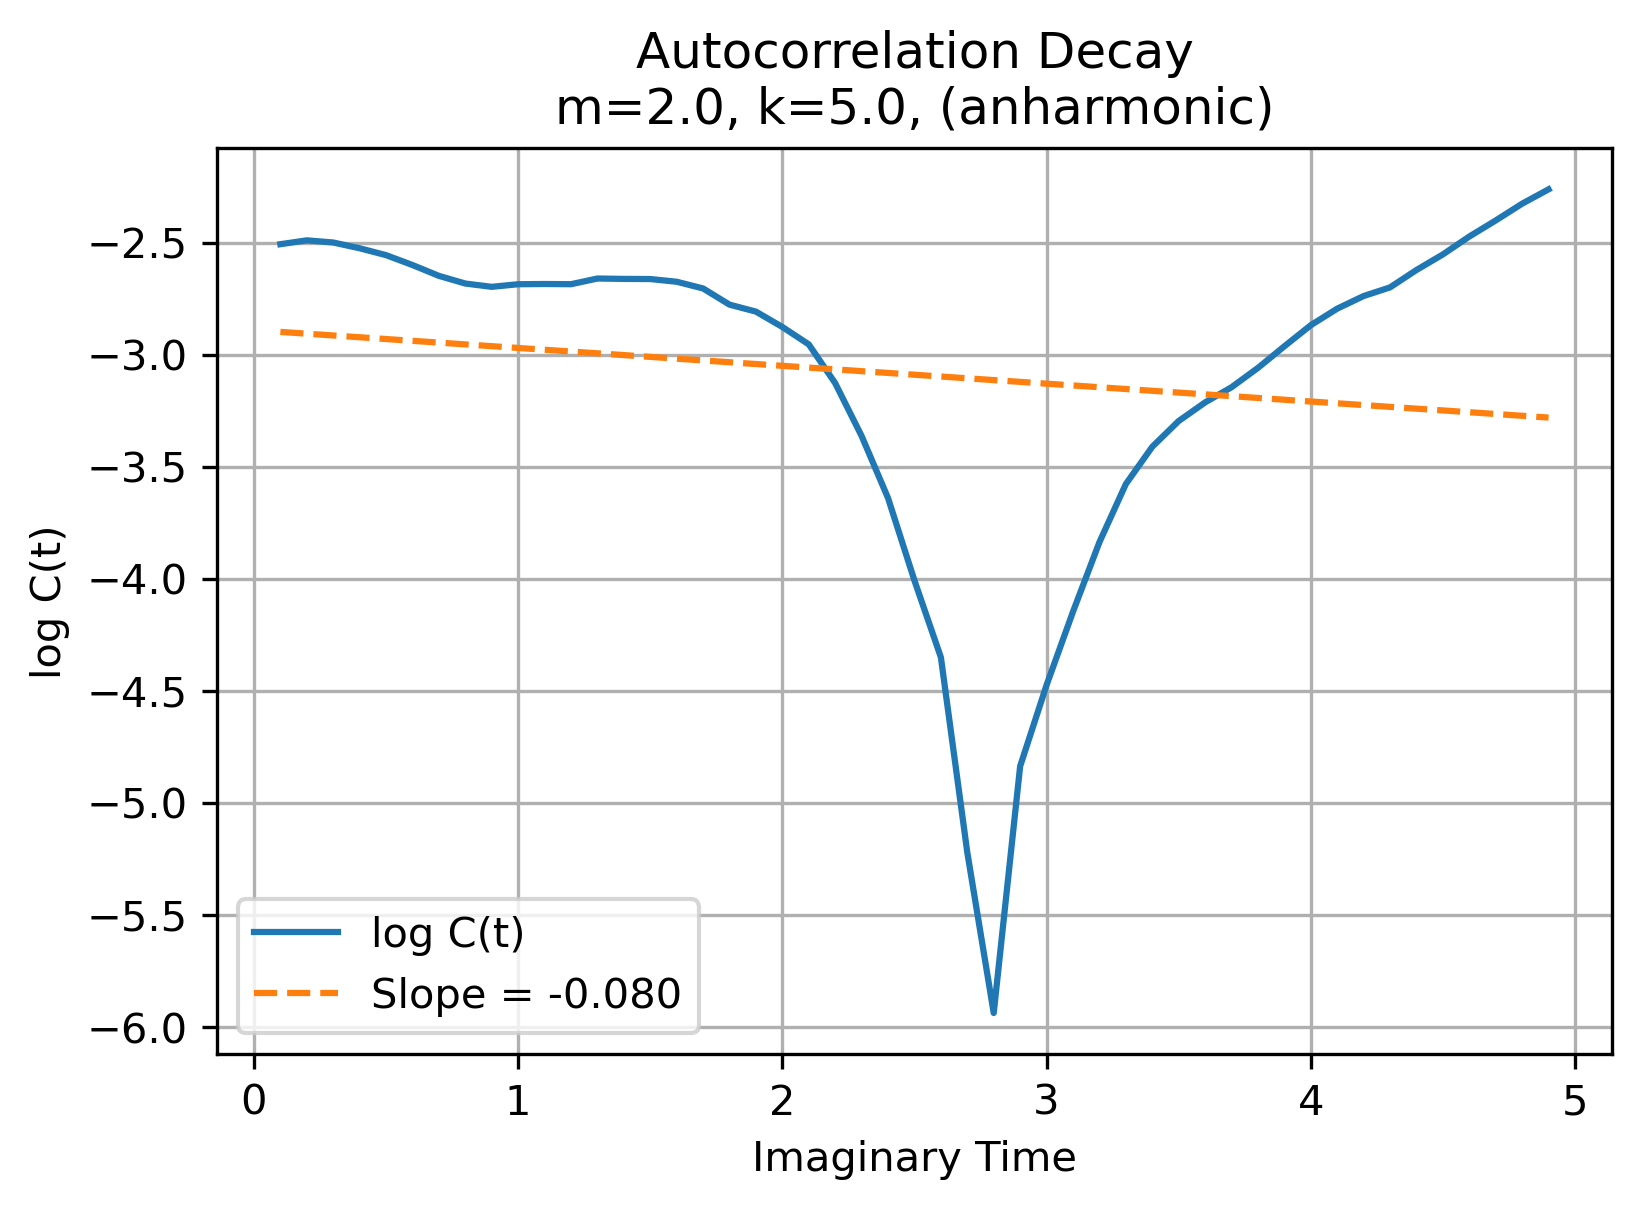 Autocorrelation Decay
m=2.0, k=5.0, (anharmonic)
log C(t)
−2.5
−3.0
−3.5
−4.0
−4.5
−5.0
−5.5
−6.0
log C(t)
Slope = -0.080
0 1 2 3 4 5
Imaginary Time